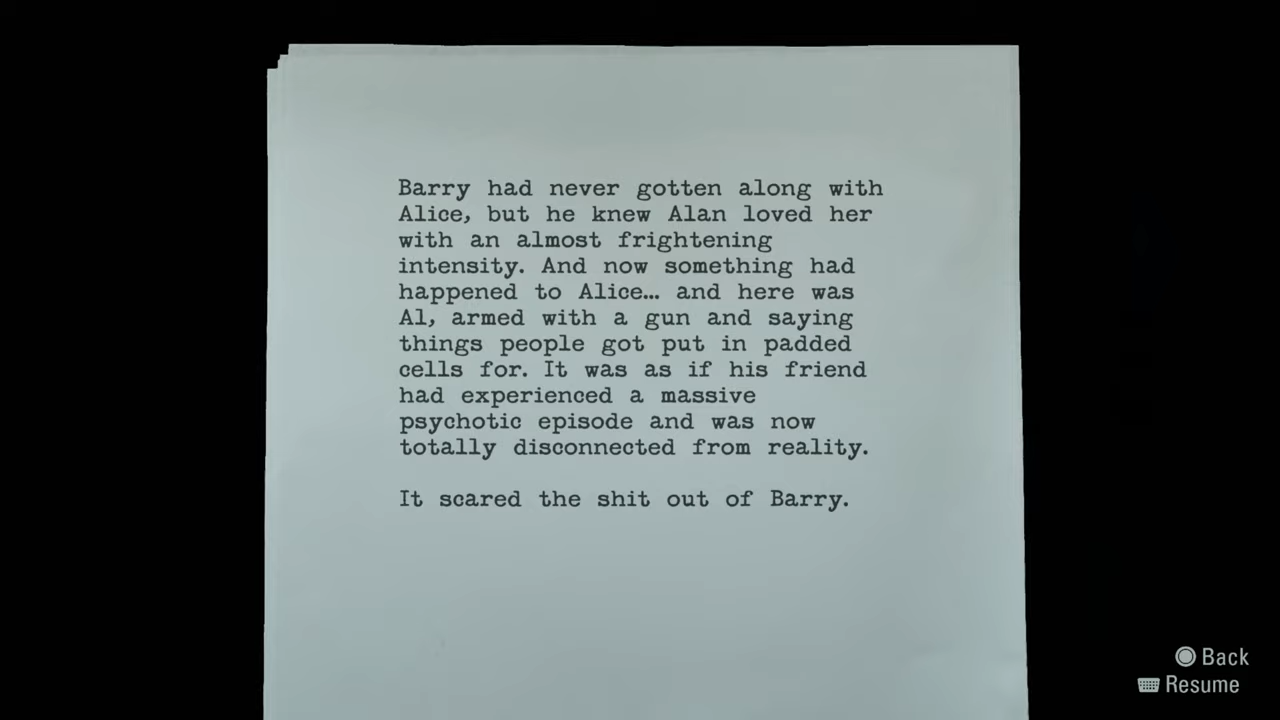 Barry had never gotten along with
Alice, but he knew Alan loved her
with an almost frightening
intensity. And now something had
happened to Alice… and here was
Al, armed with a gun and saying
things people got put in padded
cells for. It was as if his friend
had experienced a massive
psychotic episode and was now
totally disconnected from reality.
It scared the shit out of Barry.
Back
Resume